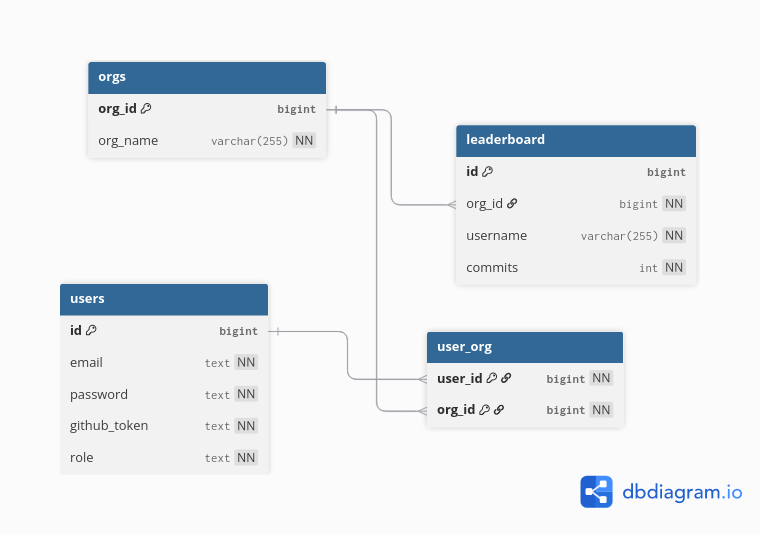 orgs
org_id bigint
org_name varchar(255) NN
leaderboard
id bigint
org_id bigint NN
username varchar(255) NN
commits int NN
users
id bigint
email text NN
password text NN
github_token text NN
role text NN
user_org
user_id bigint NN
org_id bigint NN
dbdiagram.io